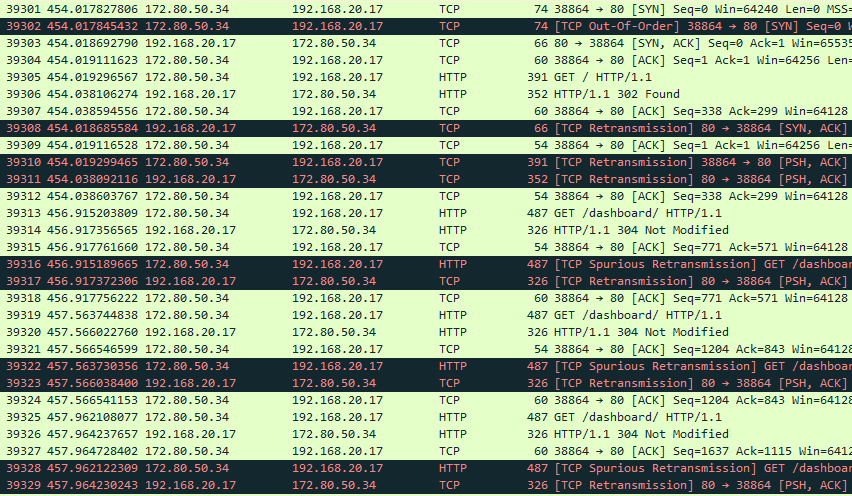 39301 454.017827806 172.80.50.34 192.168.20.17 TCP 74 38864 → 80 [SYN] Seq=0 Win=64240 Len=0 MSS=
39302 454.017845432 172.80.50.34 192.168.20.17 TCP 74 [TCP Out-Of-Order] 38864 → 80 [SYN] Seq=0 W
39303 454.018692790 192.168.20.17 172.80.50.34 TCP 66 80 → 38864 [SYN, ACK] Seq=0 Ack=1 Win=65535
39304 454.019111623 172.80.50.34 192.168.20.17 TCP 60 38864 → 80 [ACK] Seq=1 Ack=1 Win=64256 Len=
39305 454.019296567 172.80.50.34 192.168.20.17 HTTP 391 GET / HTTP/1.1
39306 454.038106274 192.168.20.17 172.80.50.34 HTTP 352 HTTP/1.1 302 Found
39307 454.038594556 172.80.50.34 192.168.20.17 TCP 60 38864 → 80 [ACK] Seq=338 Ack=299 Win=64128
39308 454.018685584 192.168.20.17 172.80.50.34 TCP 66 [TCP Retransmission] 80 → 38864 [SYN, ACK]
39309 454.019116528 172.80.50.34 192.168.20.17 TCP 54 38864 → 80 [ACK] Seq=1 Ack=1 Win=64256 Len=
39310 454.019299465 172.80.50.34 192.168.20.17 TCP 391 [TCP Retransmission] 38864 → 80 [PSH, ACK]
39311 454.038092116 192.168.20.17 172.80.50.34 TCP 352 [TCP Retransmission] 80 → 38864 [PSH, ACK]
39312 454.038603767 172.80.50.34 192.168.20.17 TCP 54 38864 → 80 [ACK] Seq=338 Ack=299 Win=64128
39313 456.915203809 172.80.50.34 192.168.20.17 HTTP 487 GET /dashboard/ HTTP/1.1
39314 456.917356565 192.168.20.17 172.80.50.34 HTTP 326 HTTP/1.1 304 Not Modified
39315 456.917761660 172.80.50.34 192.168.20.17 TCP 54 38864 → 80 [ACK] Seq=771 Ack=571 Win=64128
39316 456.915189665 172.80.50.34 192.168.20.17 HTTP 487 [TCP Spurious Retransmission] GET /dashboar
39317 456.917372306 192.168.20.17 172.80.50.34 TCP 326 [TCP Retransmission] 80 → 38864 [PSH, ACK]
39318 456.917756222 172.80.50.34 192.168.20.17 TCP 60 38864 → 80 [ACK] Seq=771 Ack=571 Win=64128
39319 457.563744838 172.80.50.34 192.168.20.17 HTTP 487 GET /dashboard/ HTTP/1.1
39320 457.566022760 192.168.20.17 172.80.50.34 HTTP 326 HTTP/1.1 304 Not Modified
39321 457.566546599 172.80.50.34 192.168.20.17 TCP 54 38864 → 80 [ACK] Seq=1204 Ack=843 Win=64128
39322 457.563730356 172.80.50.34 192.168.20.17 HTTP 487 [TCP Spurious Retransmission] GET /dashboar
39323 457.566038400 192.168.20.17 172.80.50.34 TCP 326 [TCP Retransmission] 80 → 38864 [PSH, ACK]
39324 457.566541153 172.80.50.34 192.168.20.17 TCP 60 38864 → 80 [ACK] Seq=1204 Ack=843 Win=64128
39325 457.962108077 172.80.50.34 192.168.20.17 HTTP 487 GET /dashboard/ HTTP/1.1
39326 457.964237657 192.168.20.17 172.80.50.34 HTTP 326 HTTP/1.1 304 Not Modified
39327 457.964728402 172.80.50.34 192.168.20.17 TCP 60 38864 → 80 [ACK] Seq=1637 Ack=1115 Win=6412
39328 457.962122309 172.80.50.34 192.168.20.17 HTTP 487 [TCP Spurious Retransmission] GET /dashboar
39329 457.964230243 192.168.20.17 172.80.50.34 TCP 326 [TCP Retransmission] 80 → 38864 [PSH, ACK]